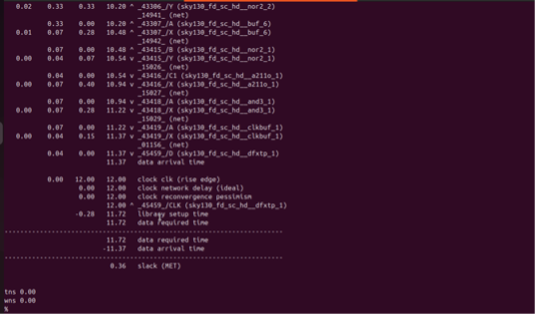 0.02 0.33 0.33 10.20 ^ _43306_/Y (sky130_fd_sc_hd__nor2_2)
_14941_ (net)
0.33 0.00 10.20 ^ _43307_/A (sky130_fd_sc_hd__buf_6)
0.01 0.07 0.28 10.48 ^ _43307_/X (sky130_fd_sc_hd__buf_6)
_14942_ (net)
0.07 0.00 10.48 ^ _43415_/B (sky130_fd_sc_hd__nor2_1)
0.00 0.04 0.07 10.54 v _43415_/Y (sky130_fd_sc_hd__nor2_1)
_15026_ (net)
0.04 0.00 10.54 v _43416_/C1 (sky130_fd_sc_hd__a211o_1)
0.00 0.07 0.40 10.94 v _43416_/X (sky130_fd_sc_hd__a211o_1)
_15027_ (net)
0.07 0.00 10.94 v _43418_/A (sky130_fd_sc_hd__and3_1)
0.00 0.07 0.28 11.22 v _43418_/X (sky130_fd_sc_hd__and3_1)
_15029_ (net)
0.07 0.00 11.22 v _43419_/A (sky130_fd_sc_hd__clkbuf_1)
0.00 0.04 0.15 11.37 v _43419_/X (sky130_fd_sc_hd__clkbuf_1)
_01156_ (net)
0.04 0.00 11.37 v _45459_/D (sky130_fd_sc_hd__dfxtp_1)
11.37 data arrival time
0.00 12.00 12.00 clock clk (rise edge)
0.00 12.00 clock network delay (ideal)
0.00 12.00 clock reconvergence pessimism
12.00 ^ _45459_/CLK (sky130_fd_sc_hd__dfxtp_1)
-0.28 11.72 library setup time
11.72 data required time
-----------------------------------------------------------------------------
11.72 data required time
-11.37 data arrival time
-----------------------------------------------------------------------------
0.36 slack (MET)
tns 0.00
wns 0.00
%